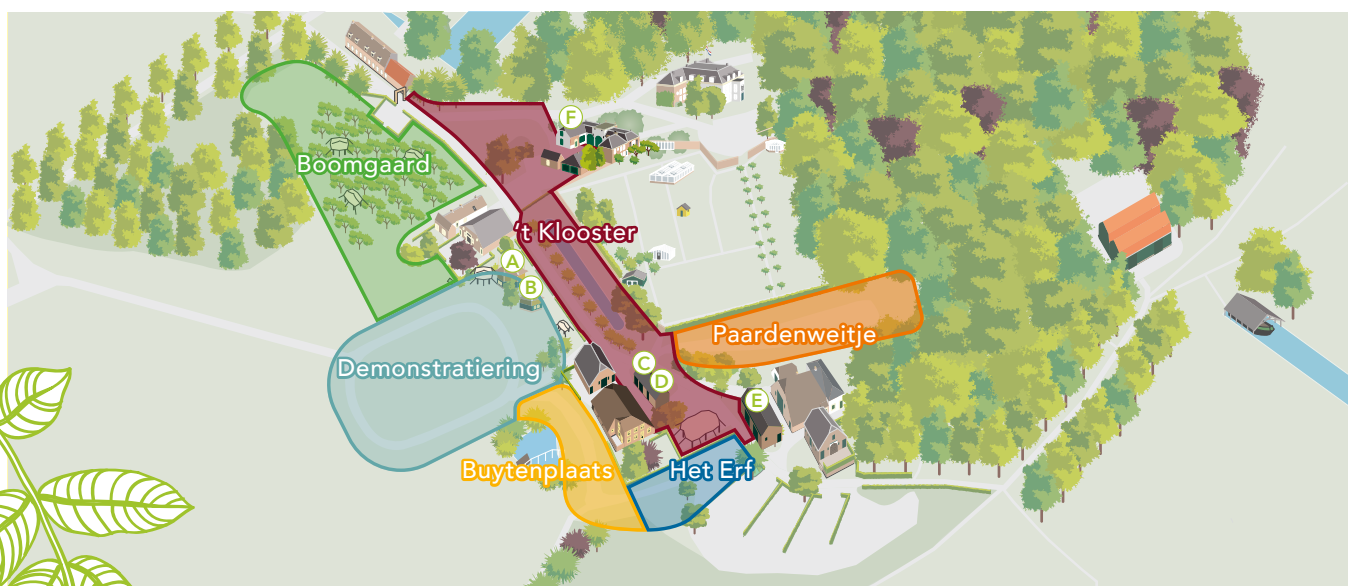 F
Boomgaard
't Klooster
A
B
Paardenweitje
Demonstratiering
C
D
E
Buytenplaats
Het Erf